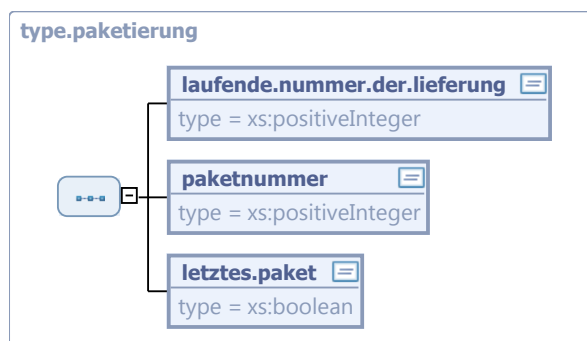 type.paketierung
laufende.nummer.der.lieferung
type = xs:positiveInteger
paketnummer
type = xs:positiveInteger
letztes.paket
type = xs:boolean